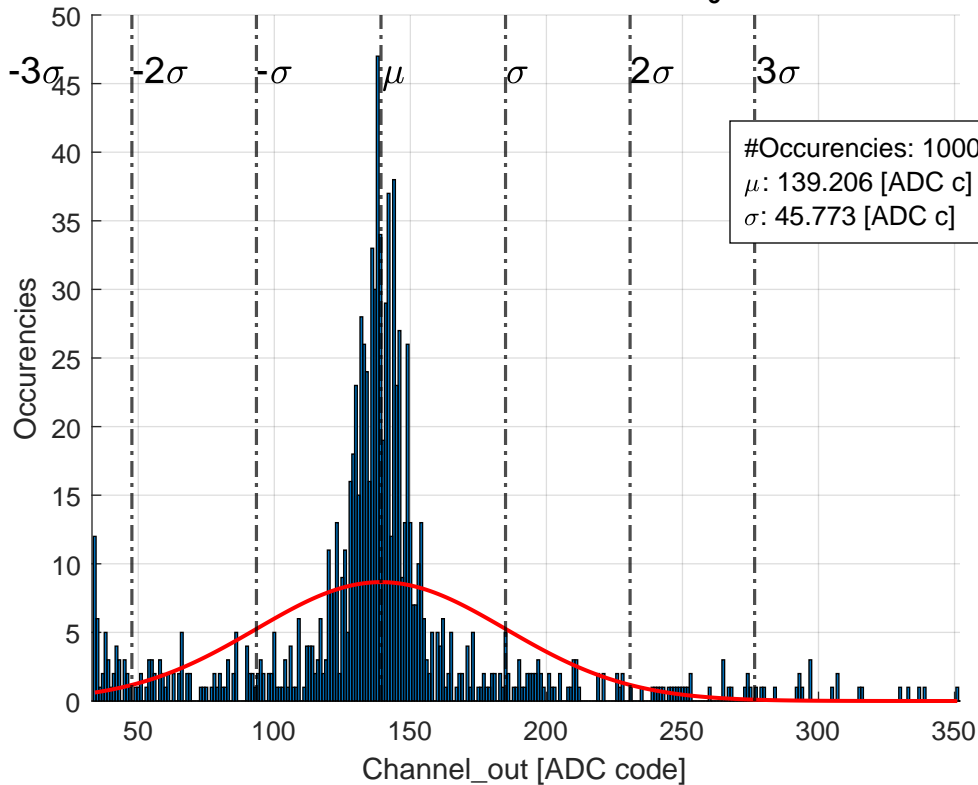 50
-3σ -2σ -σ μ σ 2σ 3σ
45
40
#Occurencies: 1000
μ: 139.206 [ADC c]
σ: 45.773 [ADC c]
35
30
25
20
15
10
5
0
Occurencies
50 100 150 200 250 300 350
Channel_out [ADC code]